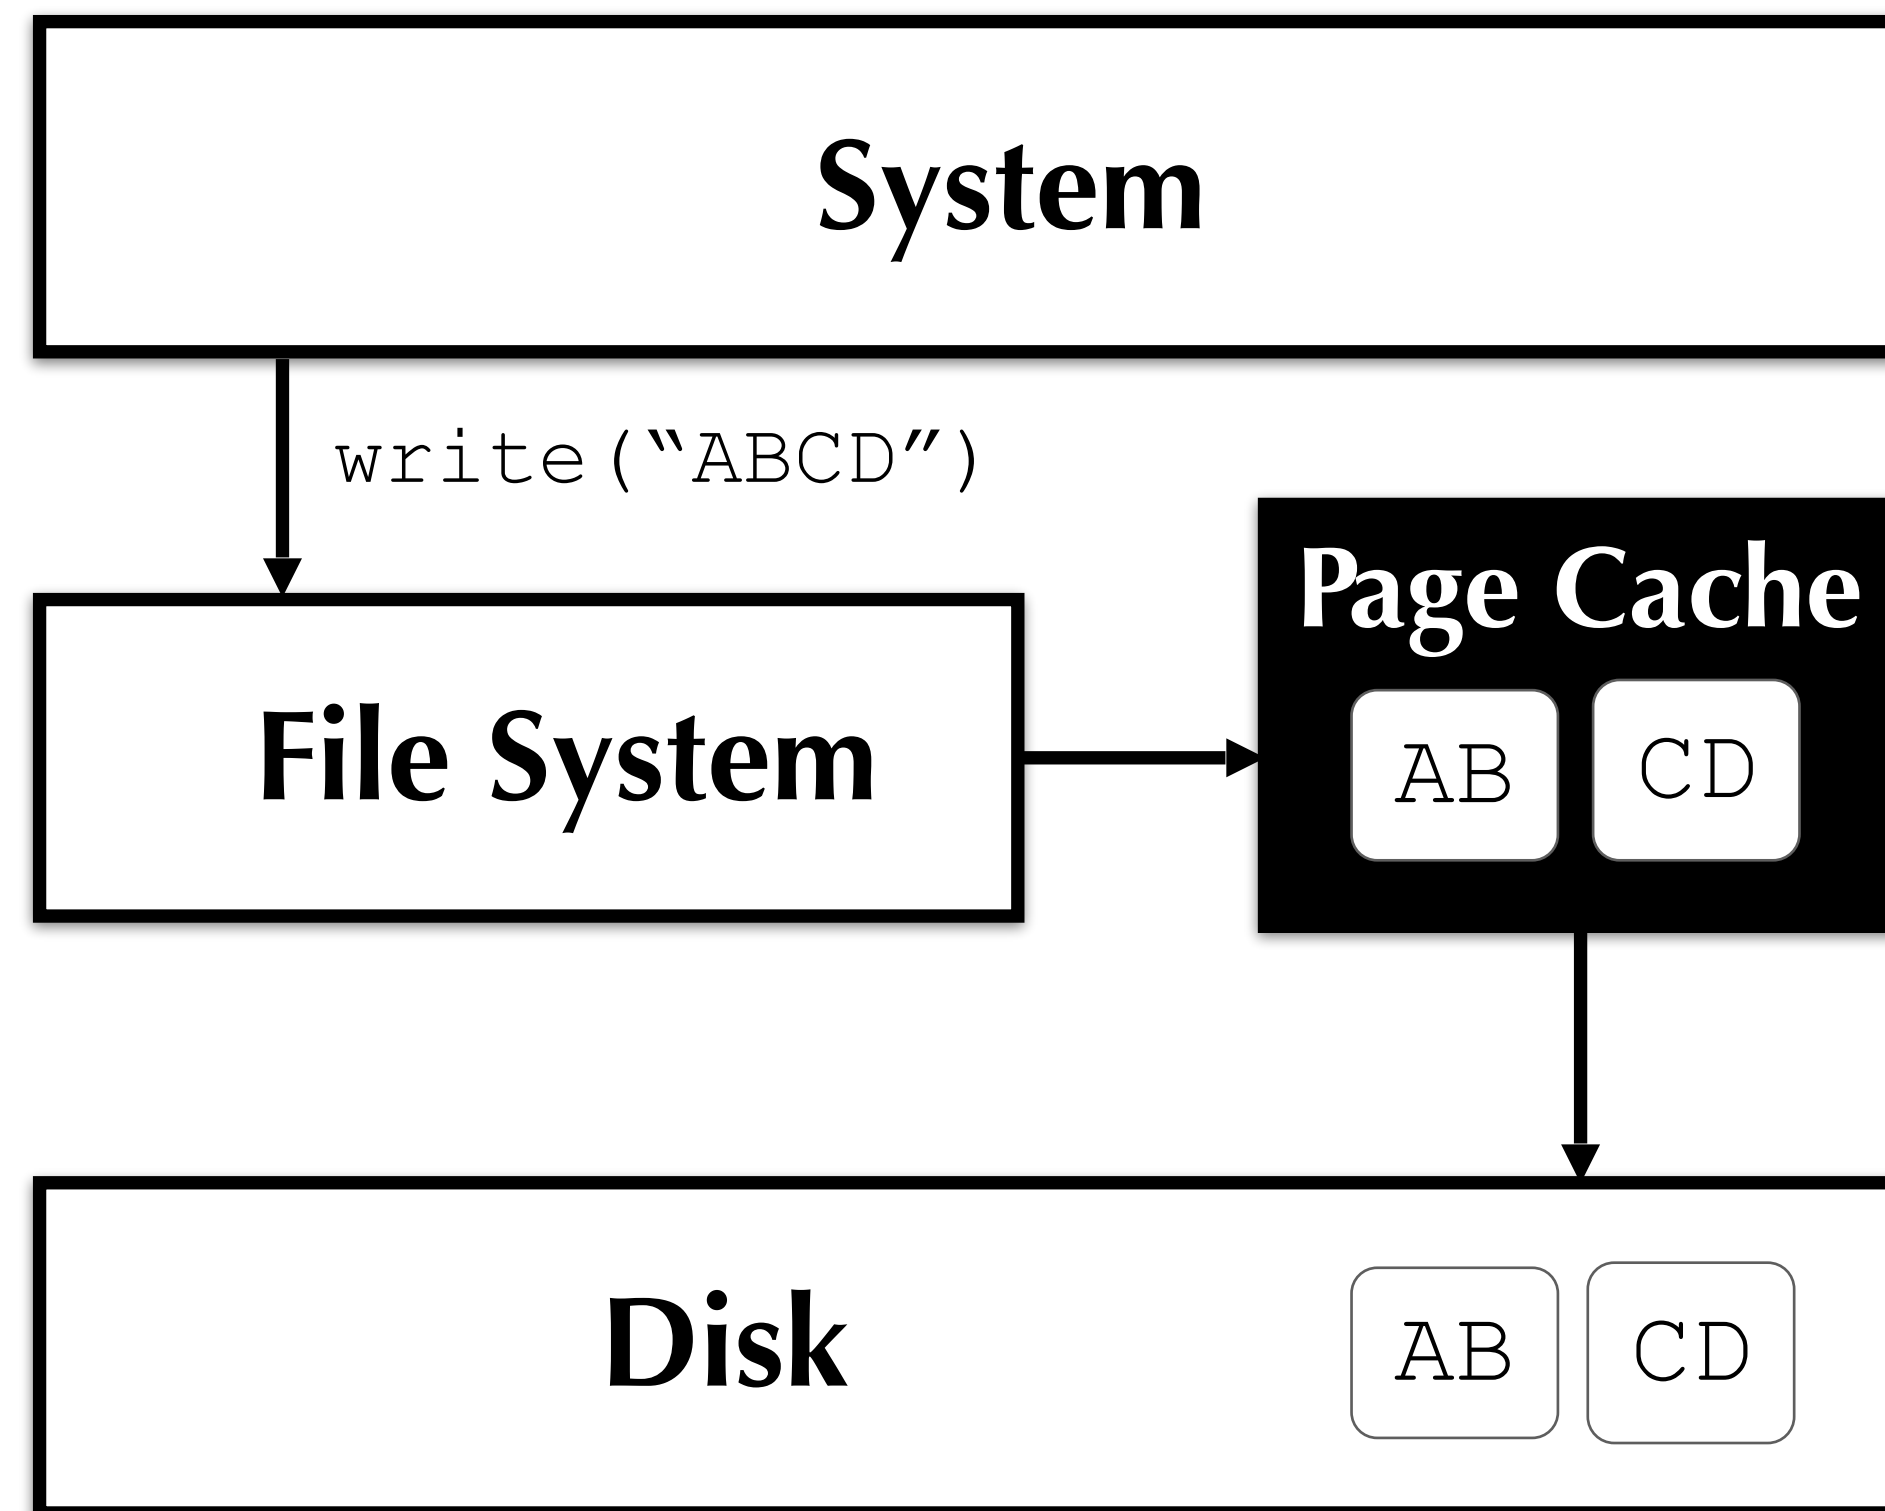 System
write(“ABCD”)
Page Cache
AB CD
File System
Disk
AB CD